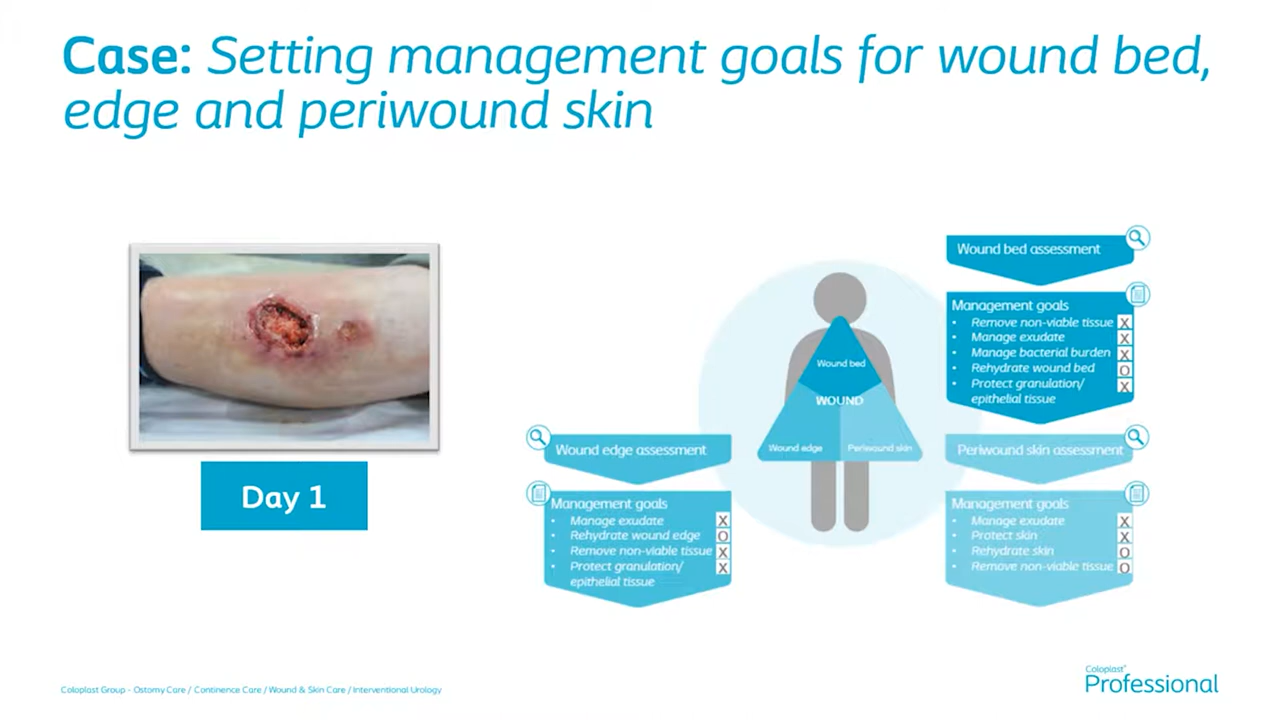 Case: Setting management goals for wound bed,
edge and periwound skin
Day 1
Wound bed
WOUND
Wound edge
Periwound skin
Wound bed assessment
Management goals
• Remove non-viable tissue X
• Manage exudate X
• Manage bacterial burden X
• Rehydrate wound bed O
• Protect granulation/ X
epithelial tissue
Wound edge assessment
Management goals
• Manage exudate X
• Rehydrate wound edge O
• Remove non-viable tissue X
• Protect granulation/ X
epithelial tissue
Periwound skin assessment
Management goals
• Manage exudate X
• Protect skin X
• Rehydrate skin O
• Remove non-viable tissue O
Coloplast Group - Ostomy Care / Continence Care / Wound & Skin Care / Interventional Urology
Coloplast®
Professional